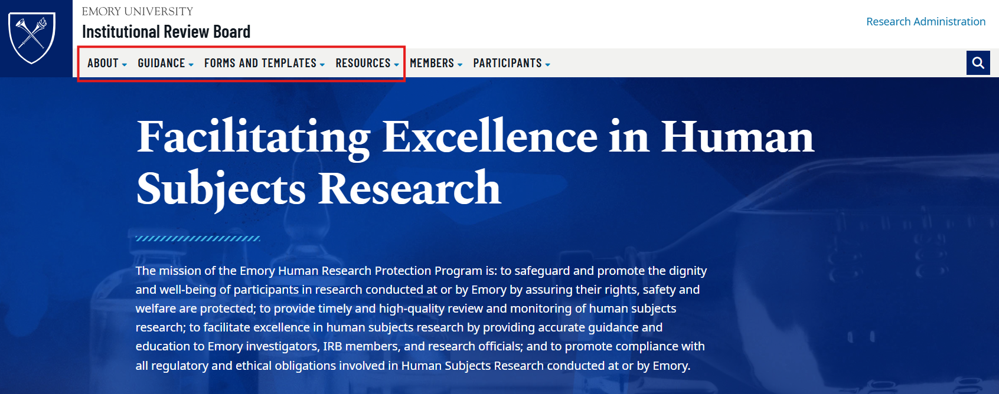 EMORY UNIVERSITY
Institutional Review Board
Research Administration
ABOUT GUIDANCE FORMS AND TEMPLATES RESOURCES MEMBERS PARTICIPANTS
Facilitating Excellence in Human
Subjects Research
The mission of the Emory Human Research Protection Program is: to safeguard and promote the dignity
and well-being of participants in research conducted at or by Emory by assuring their rights, safety and
welfare are protected; to provide timely and high-quality review and monitoring of human subjects
research; to facilitate excellence in human subjects research by providing accurate guidance and
education to Emory investigators, IRB members, and research officials; and to promote compliance with
all regulatory and ethical obligations involved in Human Subjects Research conducted at or by Emory.